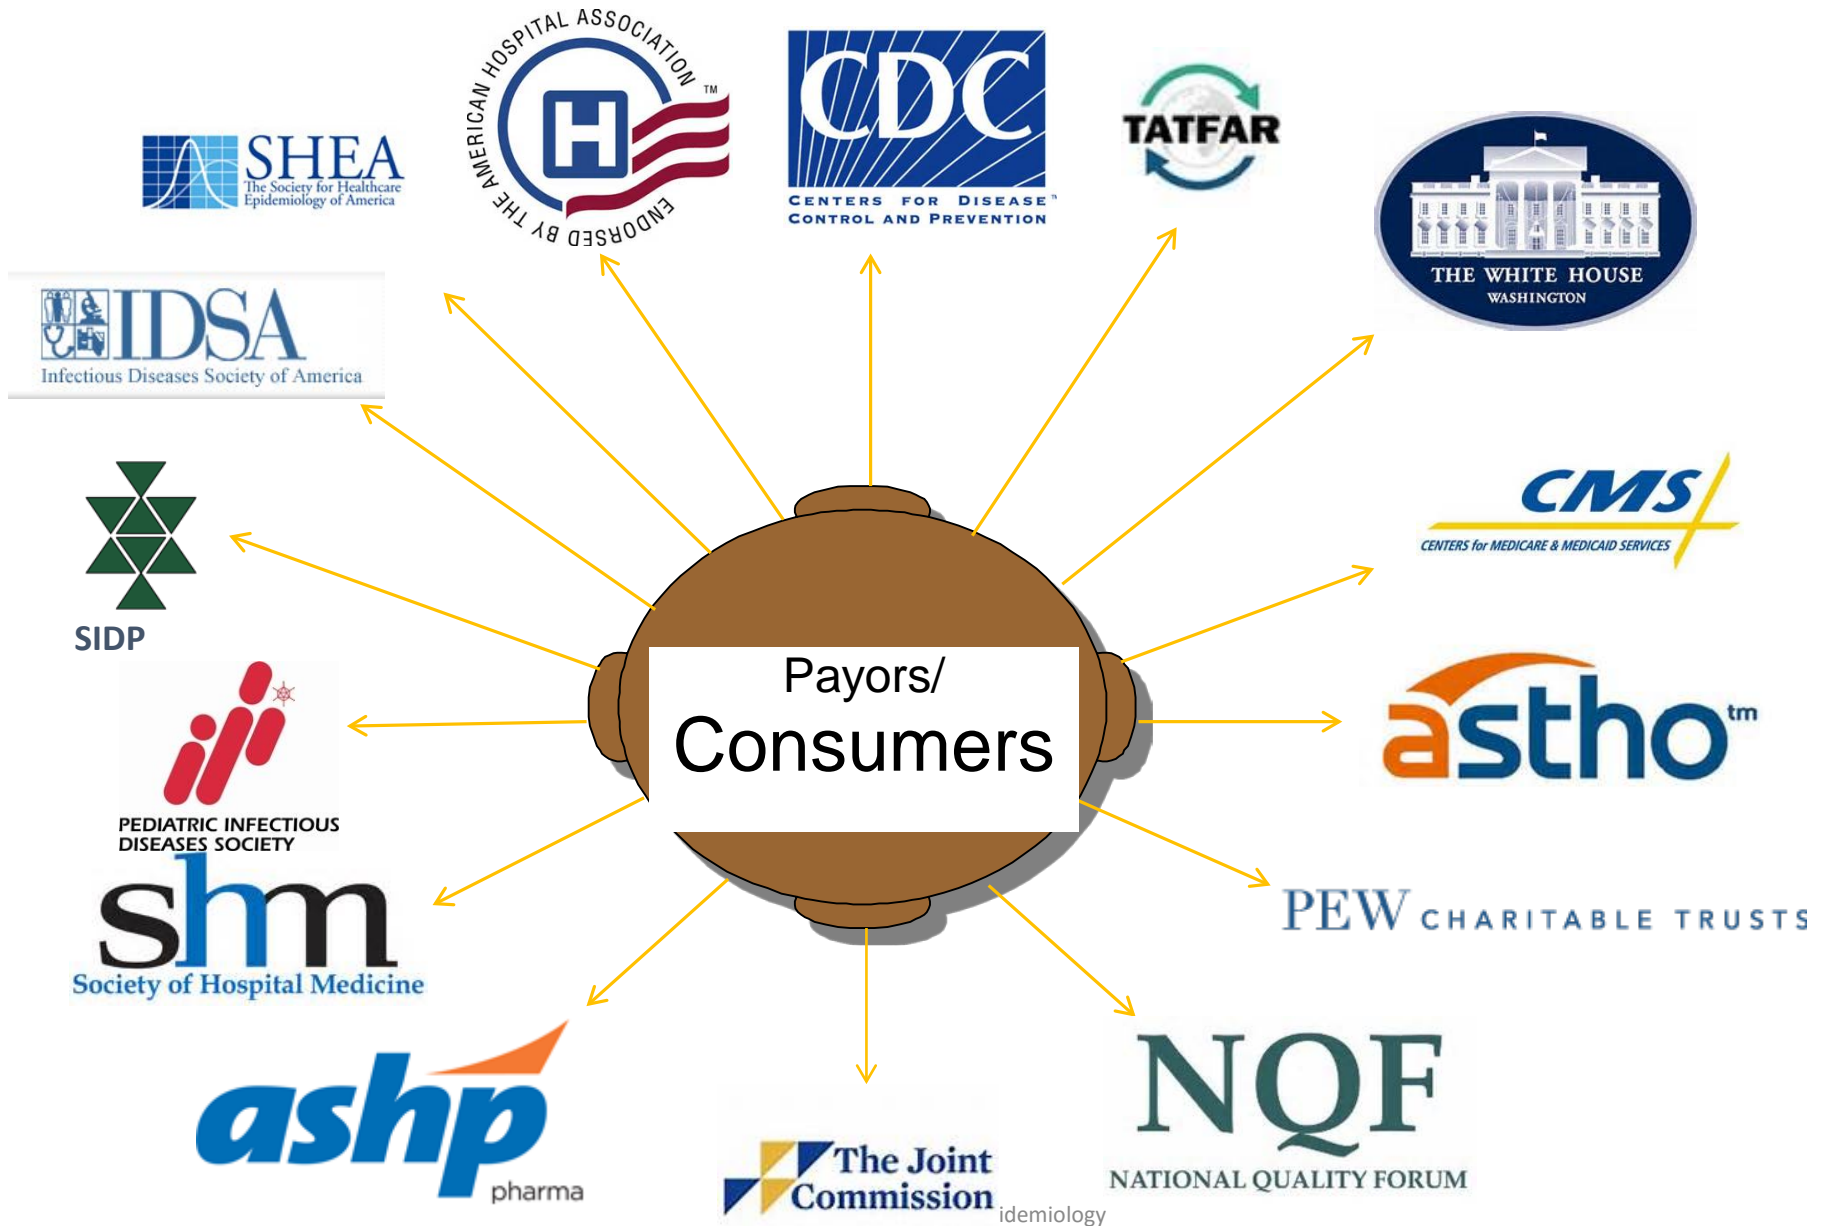 ENDORSED BY THE AMERICAN HOSPITAL ASSOCIATION ™
H
CDC
CENTERS FOR DISEASE™
CONTROL AND PREVENTION
TATFAR
SHEA
The Society for Healthcare
Epidemiology of America
THE WHITE HOUSE
WASHINGTON
IDSA
Infectious Diseases Society of America
CMS
CENTERS for MEDICARE & MEDICAID SERVICES
SIDP
Payors/
Consumers
astho tm
PEDIATRIC INFECTIOUS
DISEASES SOCIETY
shm
Society of Hospital Medicine
PEW CHARITABLE TRUSTS
ashp
pharma
NQF
NATIONAL QUALITY FORUM
The Joint
Commission
idemiology